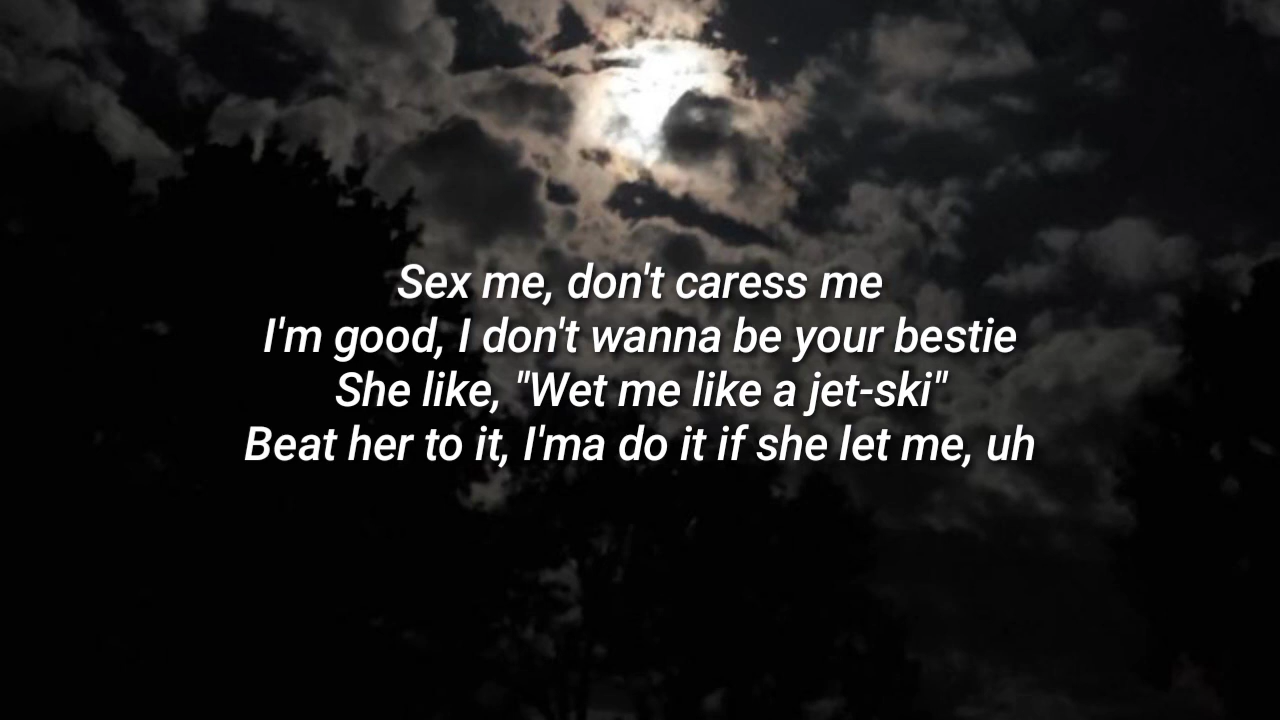 Sex me, don't caress me
I'm good, I don't wanna be your bestie
She like, "Wet me like a jet-ski"
Beat her to it, I'ma do it if she let me, uh